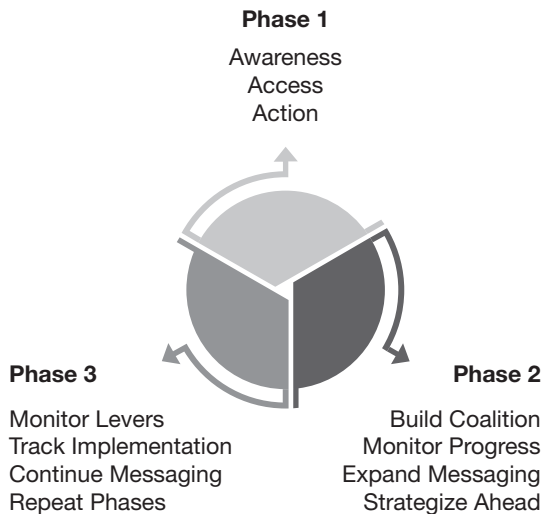 Phase 1
Awareness
Access
Action
Phase 3
Monitor Levers
Track Implementation
Continue Messaging
Repeat Phases
Phase 2
Build Coalition
Monitor Progress
Expand Messaging
Strategize Ahead